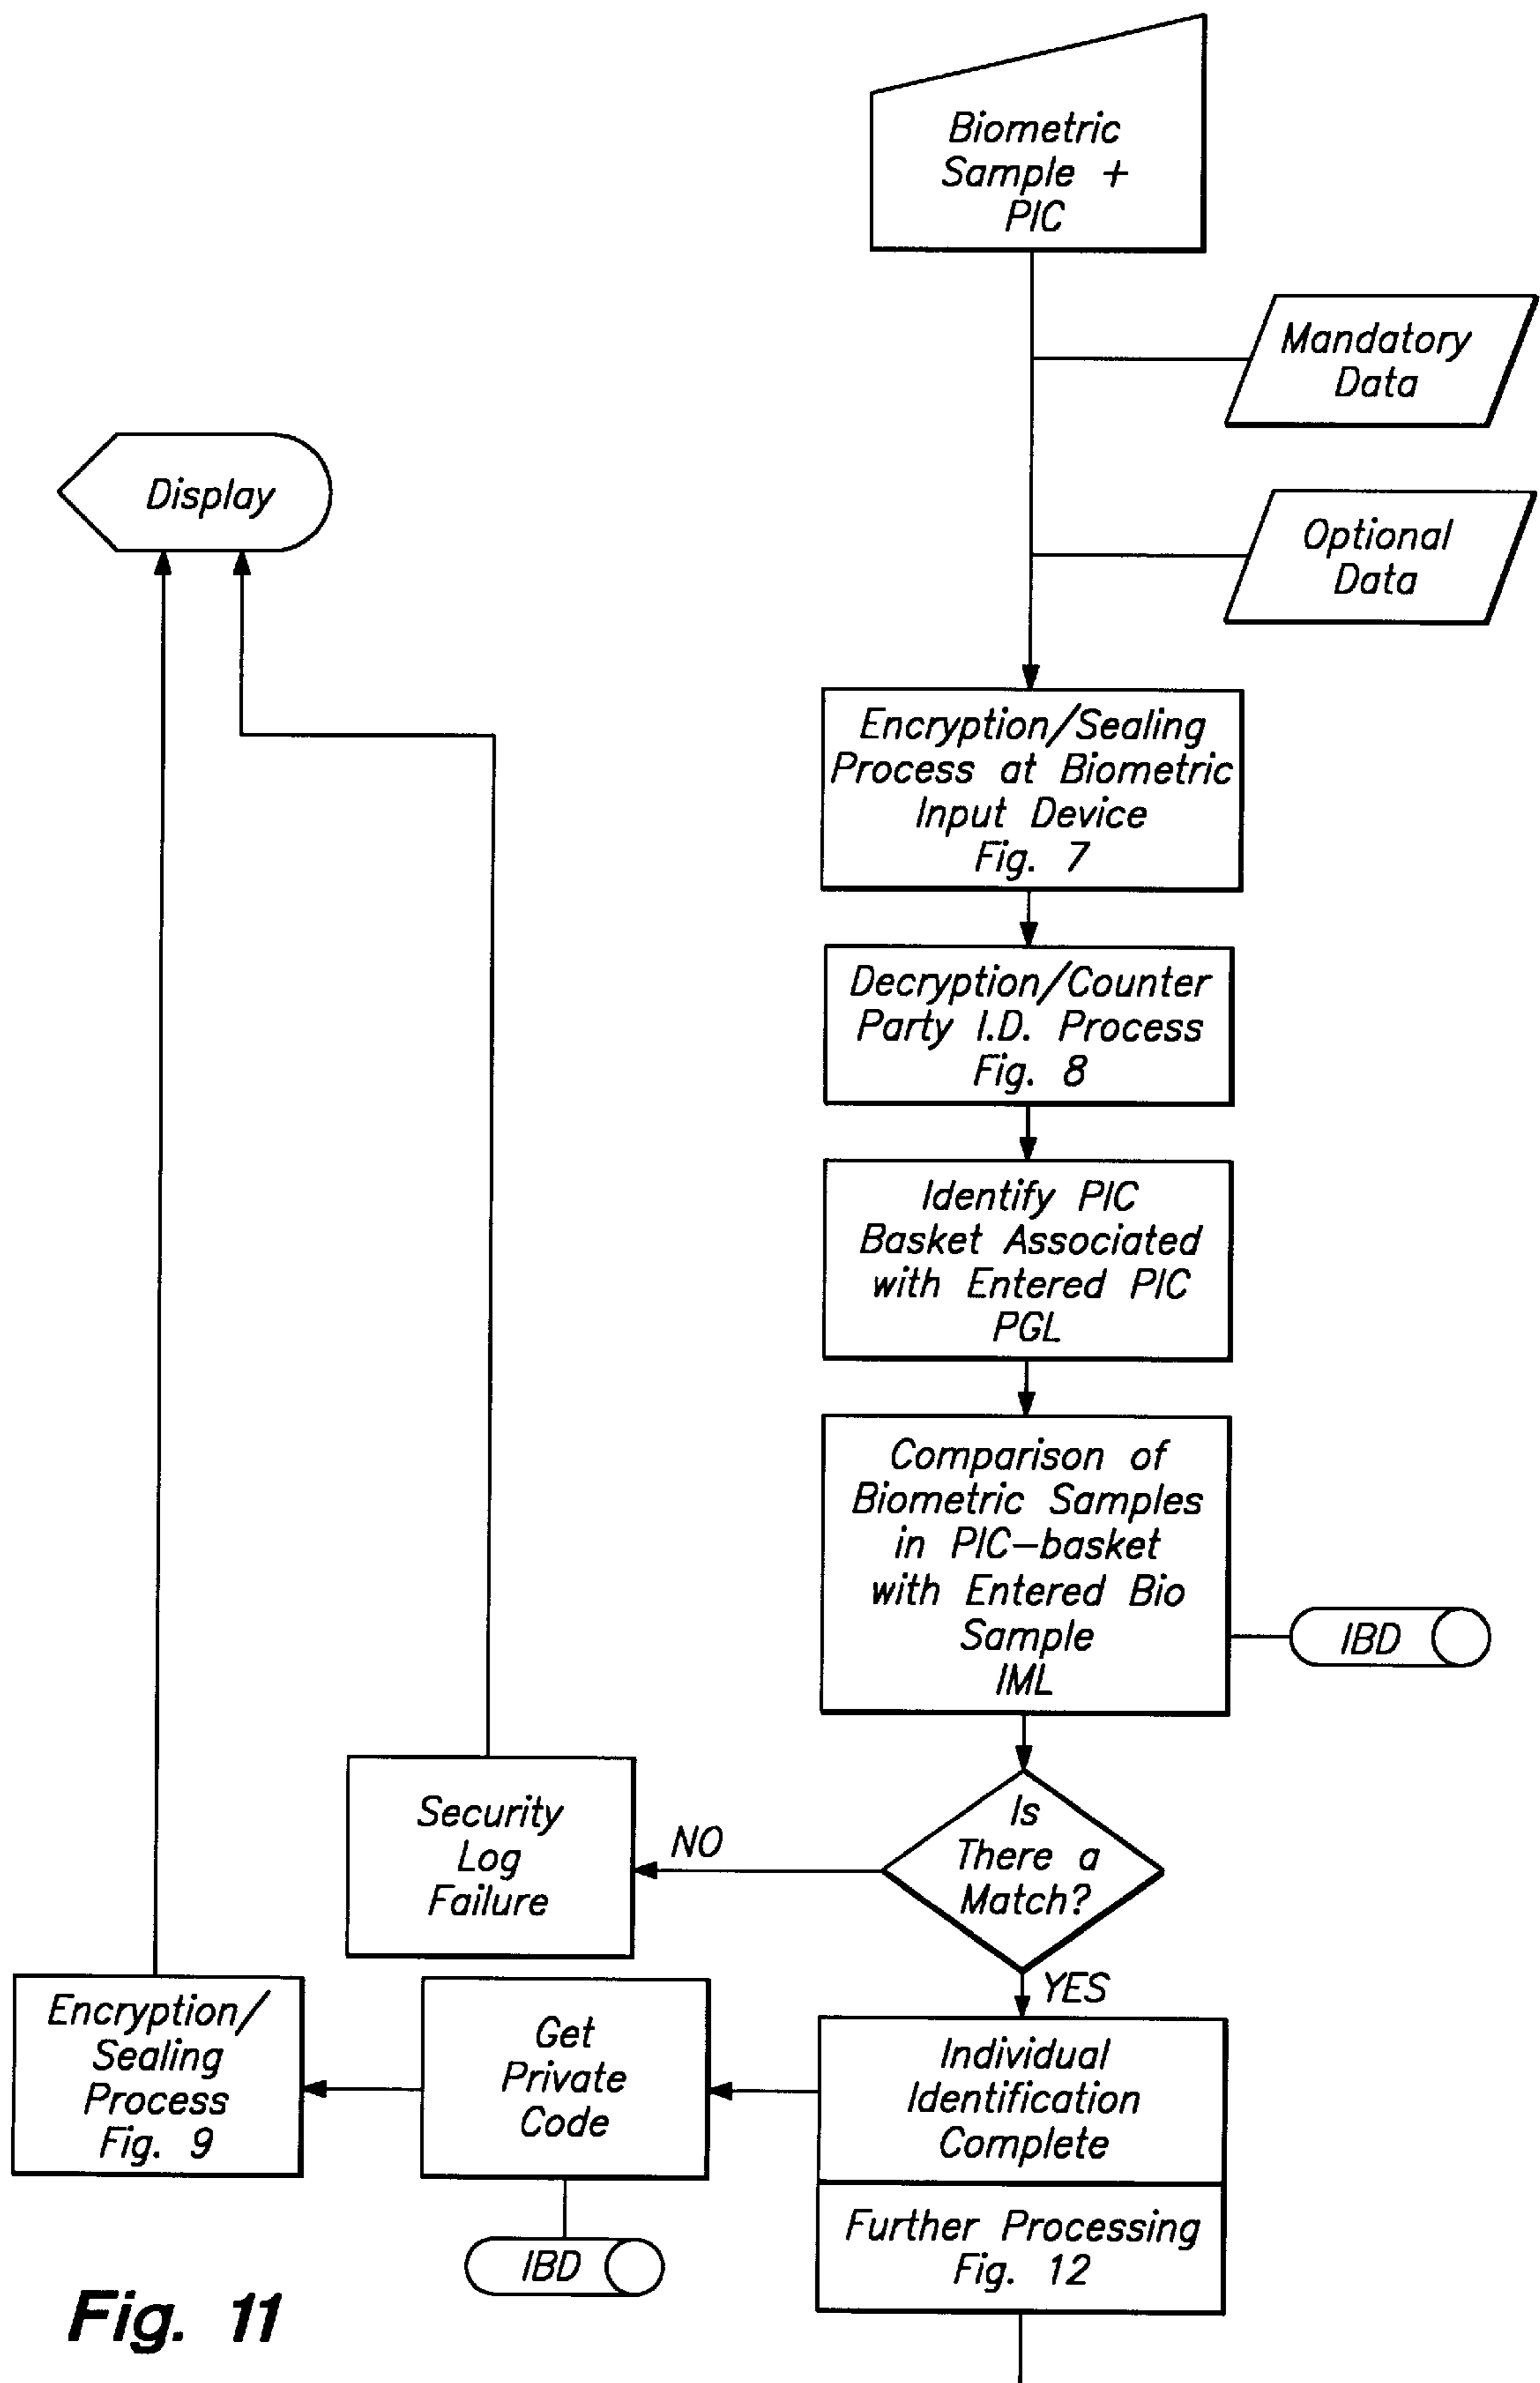 Biometric
Sample +
PIC
Mandatory
Data
Optional
Data
Display
Encryption/Sealing
Process at Biometric
Input Device
Fig. 7
Decryption/Counter
Party I.D. Process
Fig. 8
Identify PIC
Basket Associated
with Entered PIC
PGL
Comparison of
Biometric Samples
in PIC-basket
with Entered Bio
Sample
IML
IBD
Is
There a
Match?
NO
Security
Log
Failure
YES
Individual
Identification
Complete
Further Processing
Fig. 12
Get
Private
Code
IBD
Encryption/
Sealing
Process
Fig. 9
Fig. 11